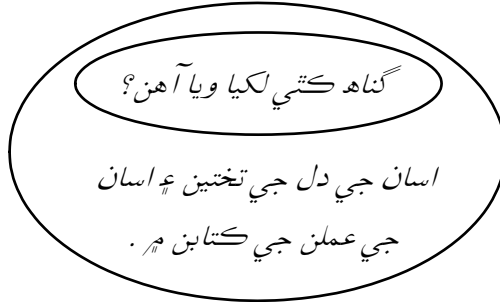 گناھ ڪٿي لکيا ويا آهن؟
اسان جي دل جي تختين ۽ اسان
جي عملن جي ڪتابن ۾ .